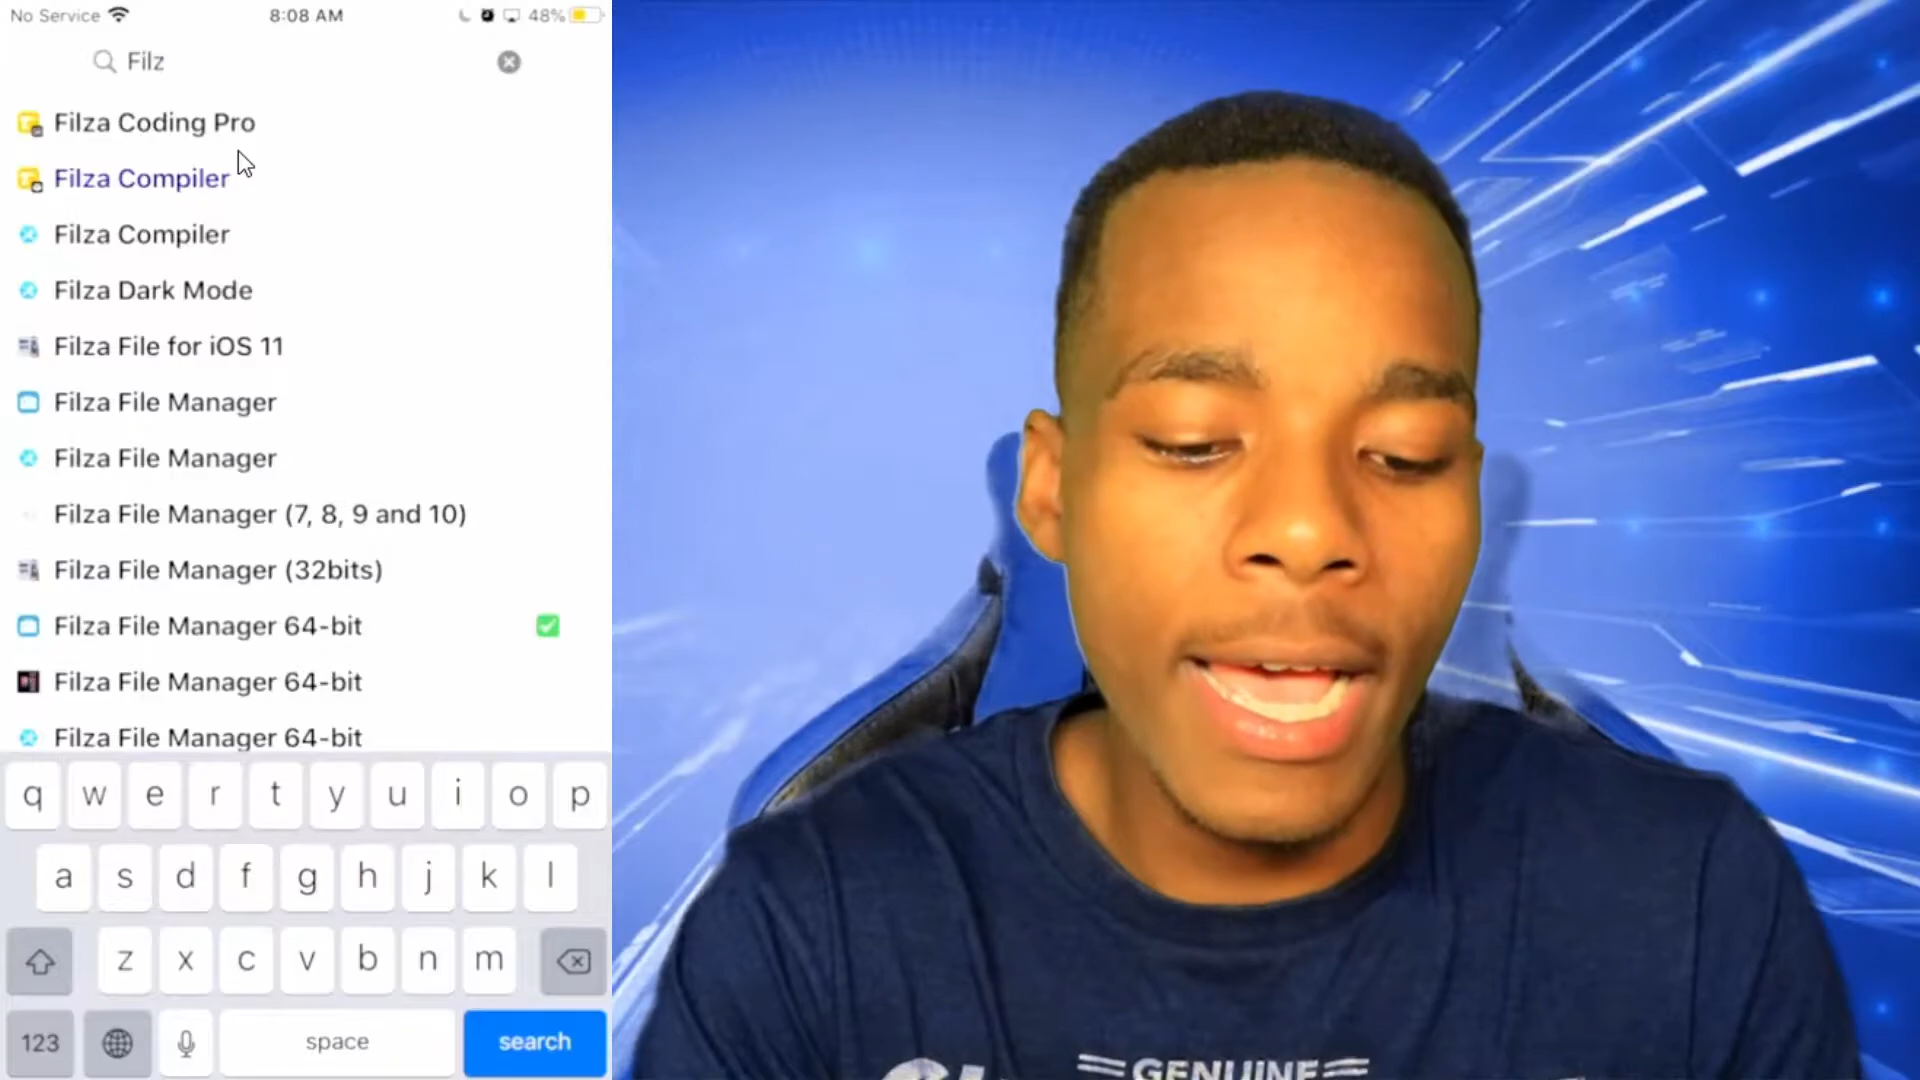 No Service 8:08 AM 48%
Filz
Filza Coding Pro
Filza Compiler
Filza Compiler
Filza Dark Mode
Filza File for iOS 11
Filza File Manager
Filza File Manager
Filza File Manager (7, 8, 9 and 10)
Filza File Manager (32bits)
Filza File Manager 64-bit
Filza File Manager 64-bit
Filza File Manager 64-bit
q w e r t y u i o p
a s d f g h j k l
z x c v b n m
123 space search
GENUINE